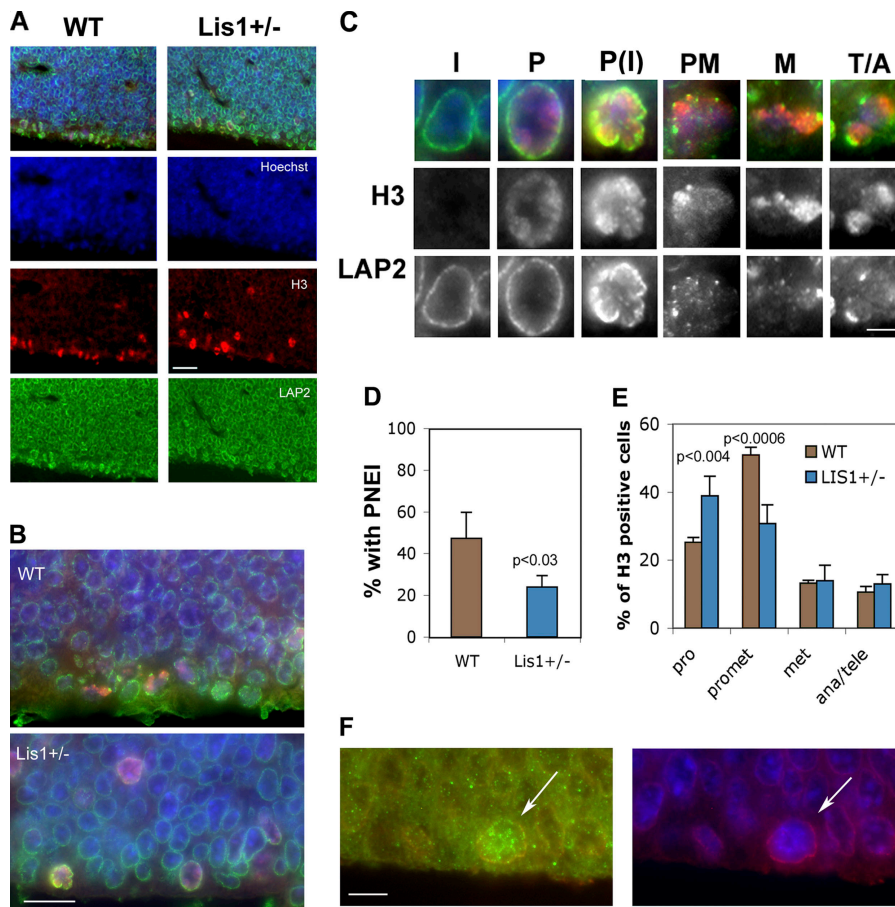 A
WT
Lis1+/-
Hoechst
H3
LAP2
B
WT
Lis1+/-
C
I
P
P(I)
PM
M
T/A
H3
LAP2
D
% with PNEI
100
80
60
40
20
0
p<0.03
WT
Lis1+/-
E
% of H3 positive cells
60
40
20
0
p<0.004
p<0.0006
WT
LIS1+/-
pro
promet
met
ana/tele
F